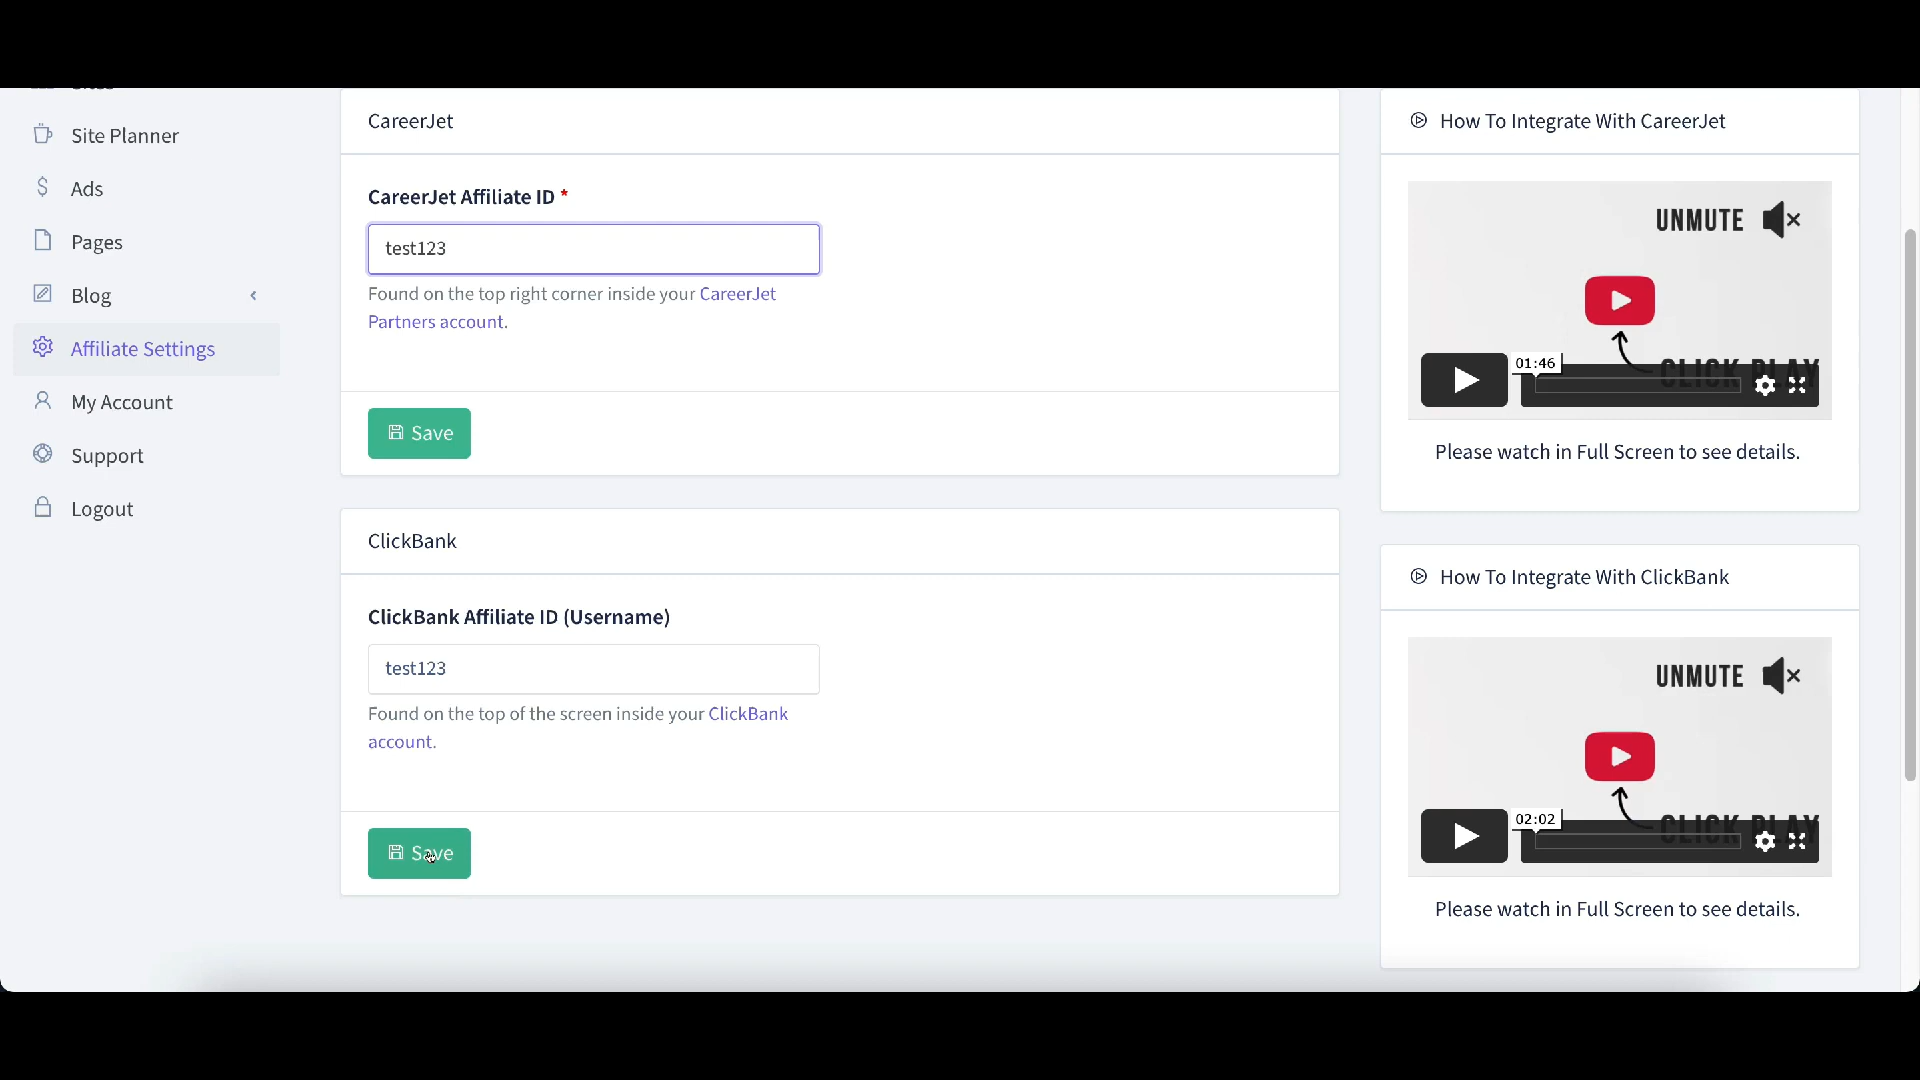 Site Planner
Ads
Pages
Blog
Affiliate Settings
My Account
Support
Logout
CareerJet
CareerJet Affiliate ID *
test123
Found on the top right corner inside your CareerJet
Partners account.
Save
ClickBank
ClickBank Affiliate ID (Username)
test123
Found on the top of the screen inside your ClickBank
account.
Save
How To Integrate With CareerJet
UNMUTE
01:46
CLICK PLAY
Please watch in Full Screen to see details.
How To Integrate With ClickBank
UNMUTE
02:02
CLICK PLAY
Please watch in Full Screen to see details.